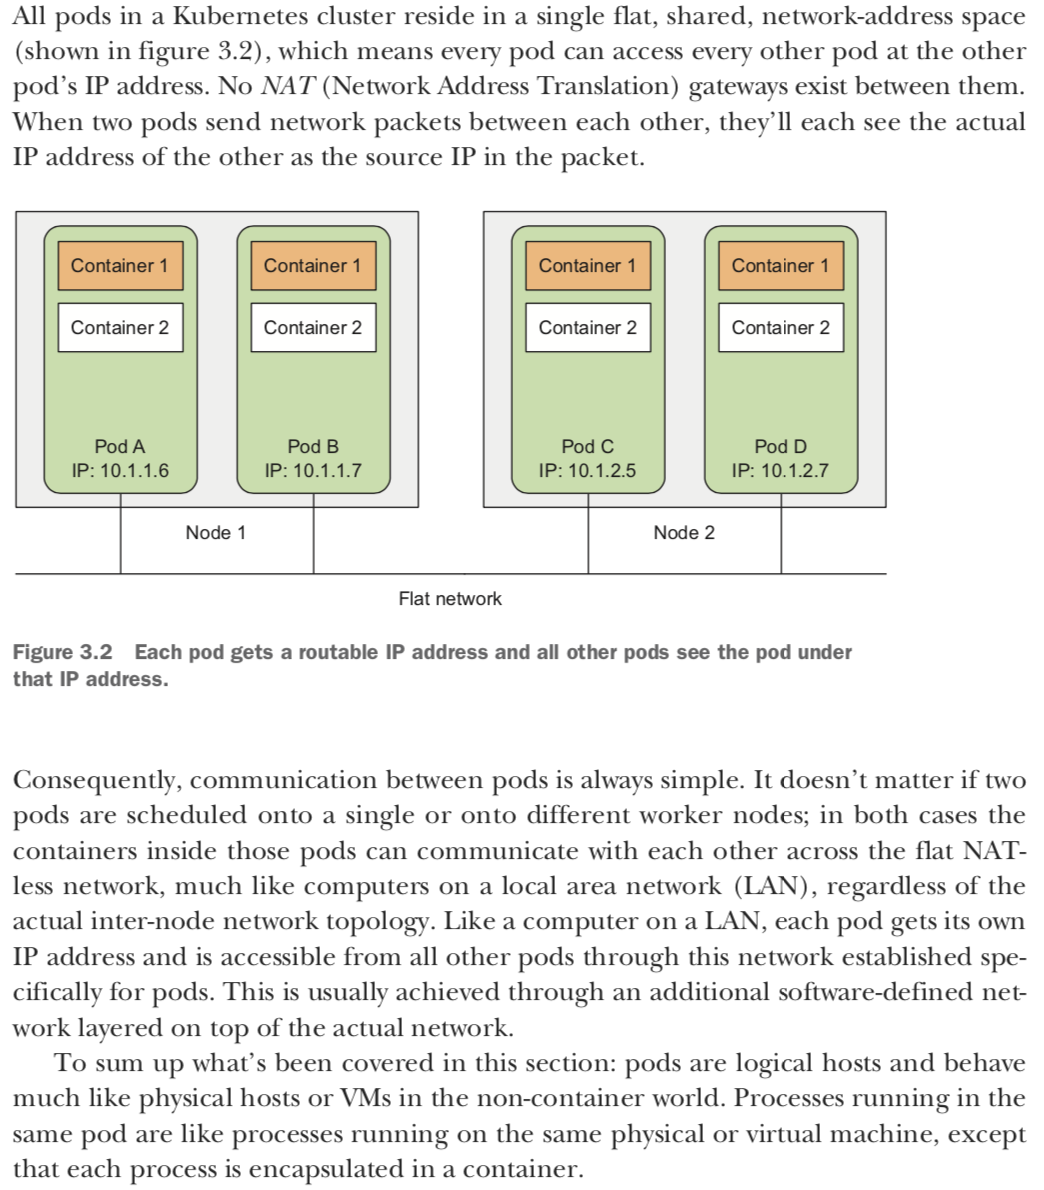 All pods in a Kubernetes cluster reside in a single flat, shared, network-address space
(shown in figure 3.2), which means every pod can access every other pod at the other
pod’s IP address. No NAT (Network Address Translation) gateways exist between them.
When two pods send network packets between each other, they’ll each see the actual
IP address of the other as the source IP in the packet.
Container 1
Container 2
Pod A
IP: 10.1.1.6
Container 1
Container 2
Pod B
IP: 10.1.1.7
Node 1
Container 1
Container 2
Pod C
IP: 10.1.2.5
Container 1
Container 2
Pod D
IP: 10.1.2.7
Node 2
Flat network
Figure 3.2 Each pod gets a routable IP address and all other pods see the pod under
that IP address.
Consequently, communication between pods is always simple. It doesn’t matter if two
pods are scheduled onto a single or onto different worker nodes; in both cases the
containers inside those pods can communicate with each other across the flat NAT-
less network, much like computers on a local area network (LAN), regardless of the
actual inter-node network topology. Like a computer on a LAN, each pod gets its own
IP address and is accessible from all other pods through this network established spe-
cifically for pods. This is usually achieved through an additional software-defined net-
work layered on top of the actual network.
To sum up what’s been covered in this section: pods are logical hosts and behave
much like physical hosts or VMs in the non-container world. Processes running in the
same pod are like processes running on the same physical or virtual machine, except
that each process is encapsulated in a container.